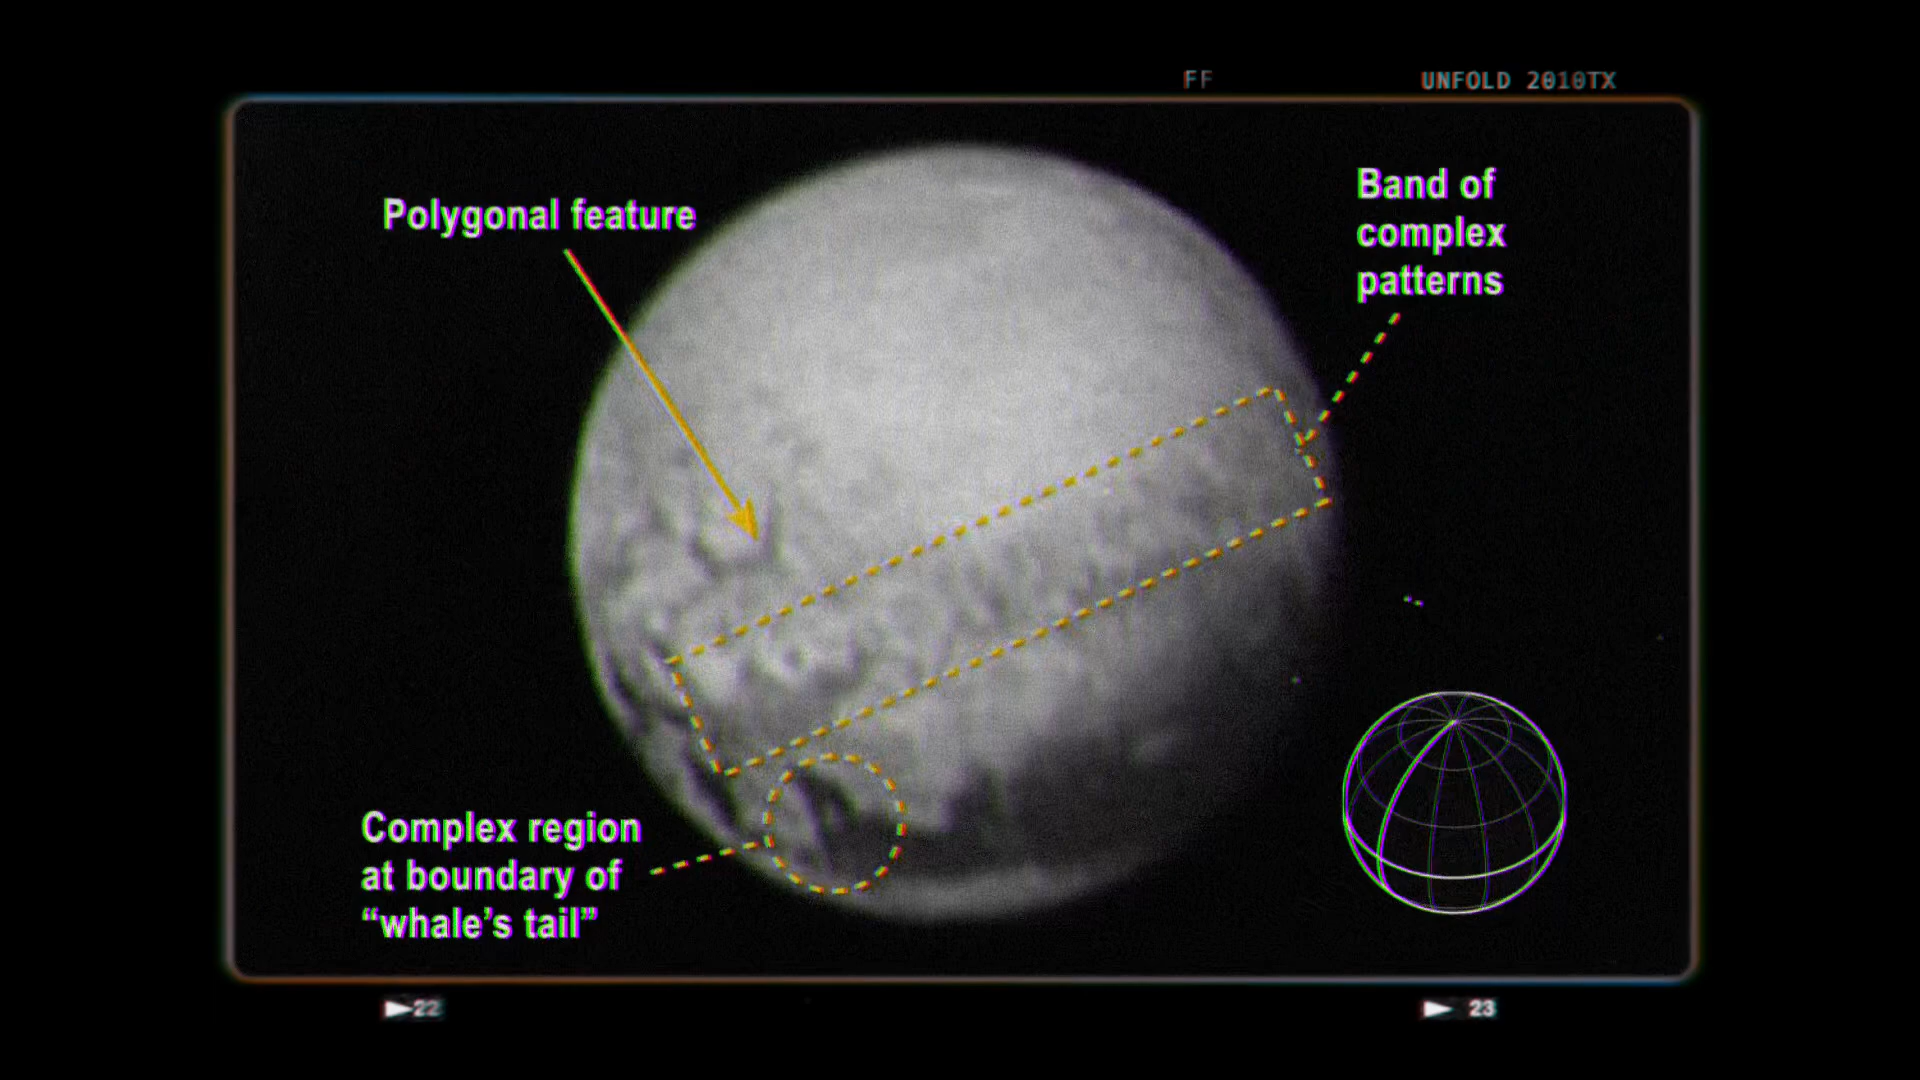 FF
UNFOLD 2010TX
Polygonal feature
Band of
complex
patterns
Complex region
at boundary of
“whale’s tail”
22
23